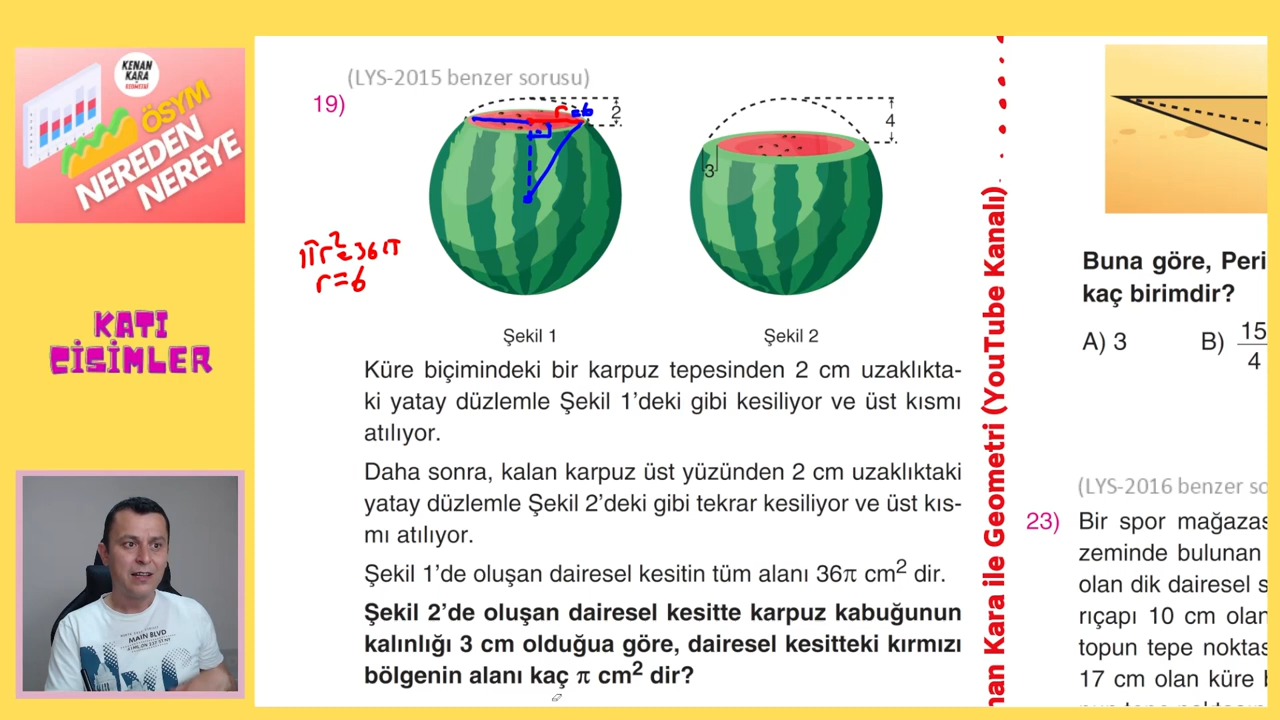 KENAN
KARA
ÖSYM
NEREDEN
NEREYE
KATI
CİSİMLER
(LYS-2015 benzer sorusu)
19)
r=6
2
4
3
πr²=36π
r=6
Şekil 1
Şekil 2
Küre biçimindeki bir karpuz tepesinden 2 cm uzaklıkta-
ki yatay düzlemle Şekil 1’deki gibi kesiliyor ve üst kısmı
atılıyor.
Daha sonra, kalan karpuz üst yüzünden 2 cm uzaklıktaki
yatay düzlemle Şekil 2’deki gibi tekrar kesiliyor ve üst kıs-
mı atılıyor.
Şekil 1’de oluşan dairesel kesitin tüm alanı 36π cm² dir.
Şekil 2’de oluşan dairesel kesitte karpuz kabuğunun
kalınlığı 3 cm olduğua göre, dairesel kesitteki kırmızı
bölgenin alanı kaç π cm² dir?
nan Kara ile Geometri (YouTube Kanalı)
Buna göre, Peri
kaç birimdir?
A) 3 B) 15/4
(LYS-2016 benzer so
23) Bir spor mağazas
zeminde bulunan
olan dik dairesel s
rıçapı 10 cm olan
topun tepe noktas
17 cm olan küre b
MAIN BLVD